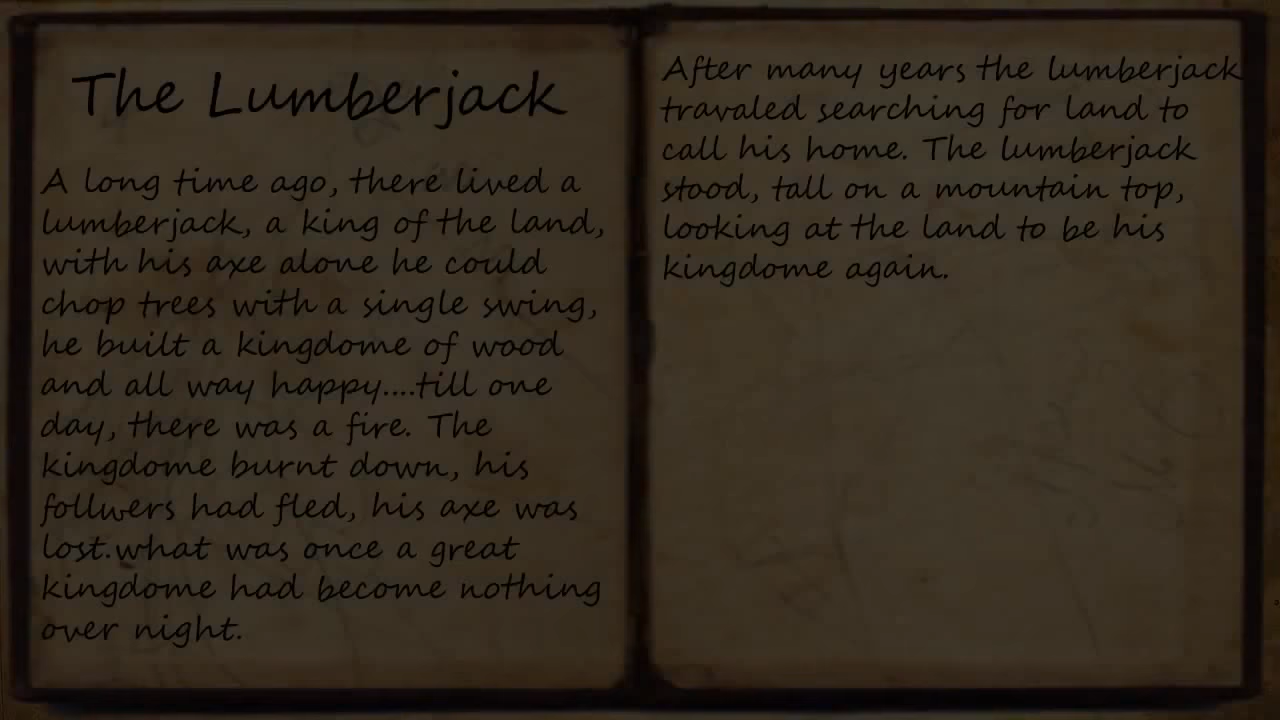 The Lumberjack
A long time ago, there lived a
lumberjack, a king of the land,
with his axe alone he could
chop trees with a single swing,
he built a kingdome of wood
and all way happy....till one
day, there was a fire. The
kingdome burnt down, his
follwers had fled, his axe was
lost.what was once a great
kingdome had become nothing
over night.
After many years the lumberjack
travaled searching for land to
call his home. The lumberjack
stood, tall on a mountain top,
looking at the land to be his
kingdome again.